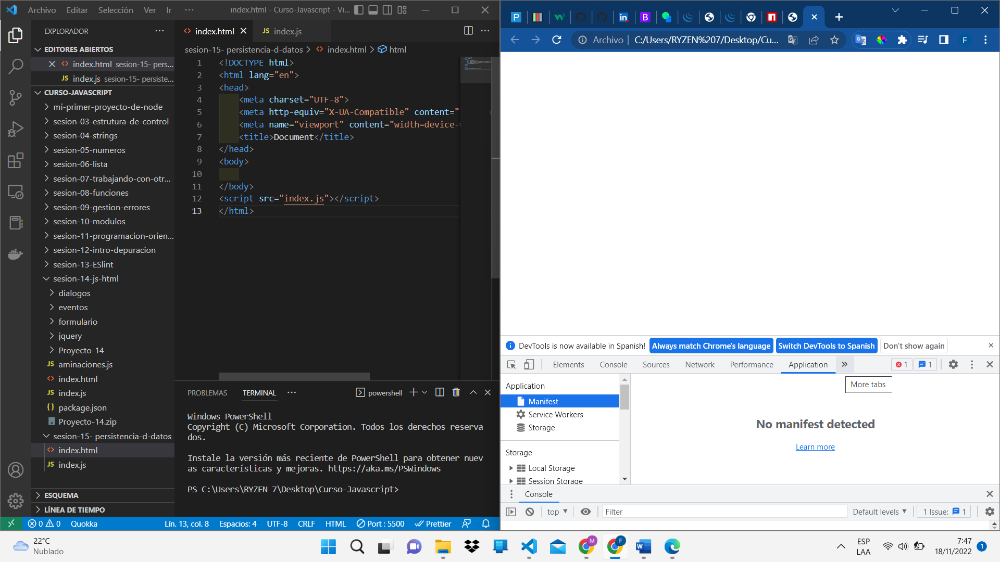 Archivo Editar Selección Ver Ir ··· index.html - Curso-Javascript - Vi...
EXPLORADOR
EDITORES ABIERTOS
index.html sesion-15- pers...
JS index.js sesion-15- persiste...
CURSO-JAVASCRIPT
mi-primer-proyecto-de-node
sesion-03-estrutura-de-control
sesion-04-strings
sesion-05-numeros
sesion-06-lista
sesion-07-trabajando-con-otr...
sesion-08-funciones
sesion-09-gestion-errores
sesion-10-modulos
sesion-11-programacion-orien...
sesion-12-intro-depuracion
sesion-13-ESlint
sesion-14-js-html
dialogos
eventos
formulario
jquery
Proyecto-14
JS aminaciones.js
index.html
JS index.js
{} package.json
Proyecto-14.zip
sesion-15- persistencia-d-datos
index.html
JS index.js
ESQUEMA
LÍNEA DE TIEMPO
index.html
JS index.js
sesion-15- persistencia-d-datos > index.html > html
1 <!DOCTYPE html>
2 <html lang="en">
3 <head>
4 <meta charset="UTF-8">
5 <meta http-equiv="X-UA-Compatible" content="
6 <meta name="viewport" content="width=device-
7 <title>Document</title>
8 </head>
9 <body>
10
11 </body>
12 <script src="index.js"></script>
13 </html>
PROBLEMAS TERMINAL ··· powershell
Windows PowerShell
Copyright (C) Microsoft Corporation. Todos los derechos reserva
dos.
Instale la versión más reciente de PowerShell para obtener nuev
as características y mejoras. https://aka.ms/PSWindows
PS C:\Users\RYZEN 7\Desktop\Curso-Javascript>
0 0 Quokka Lín. 13, col. 8 Espacios: 4 UTF-8 CRLF HTML Port : 5500 Prettier
P in B
Archivo | C:/Users/RYZEN%207/Desktop/Cu... F
DevTools is now available in Spanish! Always match Chrome's language Switch DevTools to Spanish Don't show again
Elements Console Sources Network Performance Application » 1 1
More tabs
Application
Manifest
Service Workers
Storage
Storage
Local Storage
Session Storage
No manifest detected
Learn more
Console
top Filter Default levels 1 Issue: 1
22°C
Nublado
M
F
W
ESP
LAA
7:47
18/11/2022
1